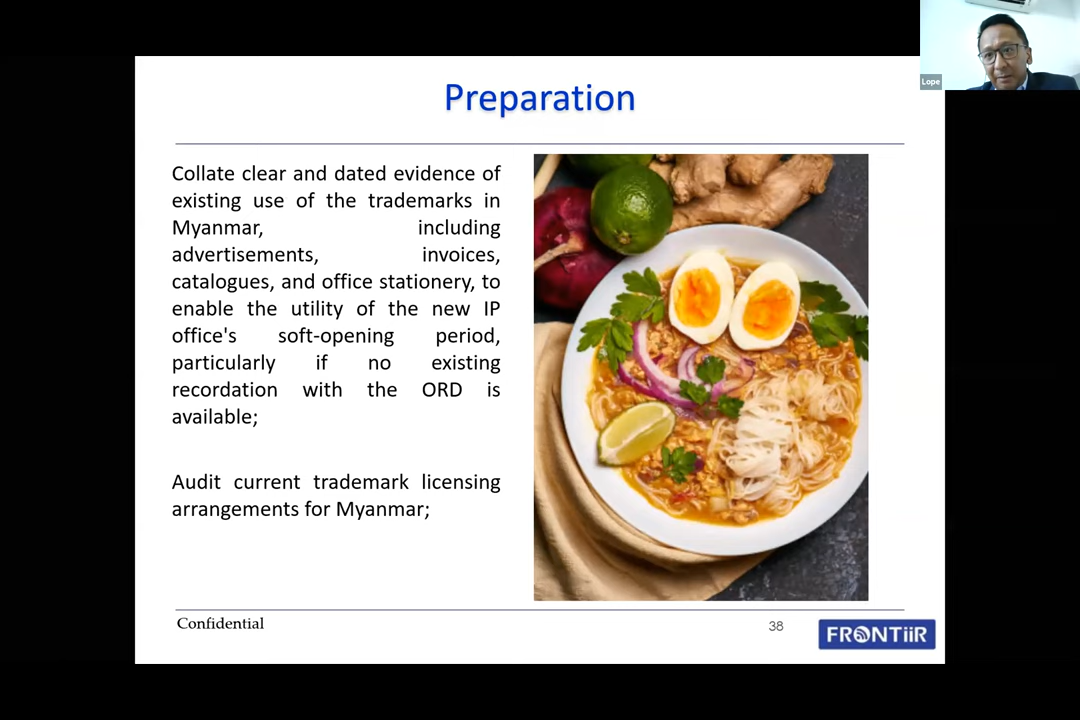 Lope
Preparation
Collate clear and dated evidence of
existing use of the trademarks in
Myanmar, including
advertisements, invoices,
catalogues, and office stationery, to
enable the utility of the new IP
office's soft-opening period,
particularly if no existing
recordation with the ORD is
available;
Audit current trademark licensing
arrangements for Myanmar;
Confidential
38
FRONTiiR